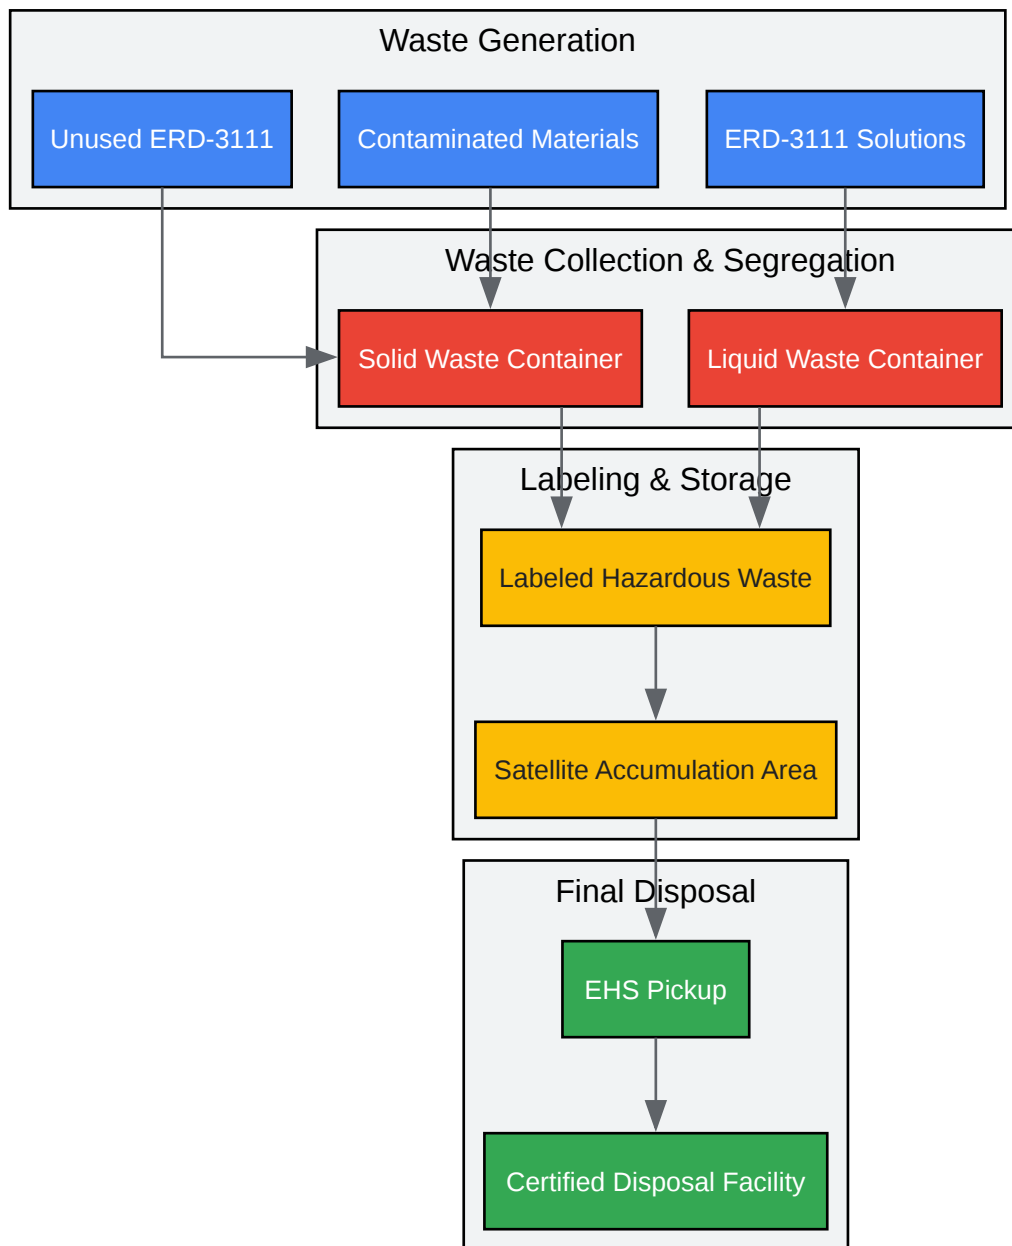 Waste Generation
Unused ERD-3111
Contaminated Materials
ERD-3111 Solutions
Waste Collection & Segregation
Solid Waste Container
Liquid Waste Container
Labeling & Storage
Labeled Hazardous Waste
Satellite Accumulation Area
Final Disposal
EHS Pickup
Certified Disposal Facility